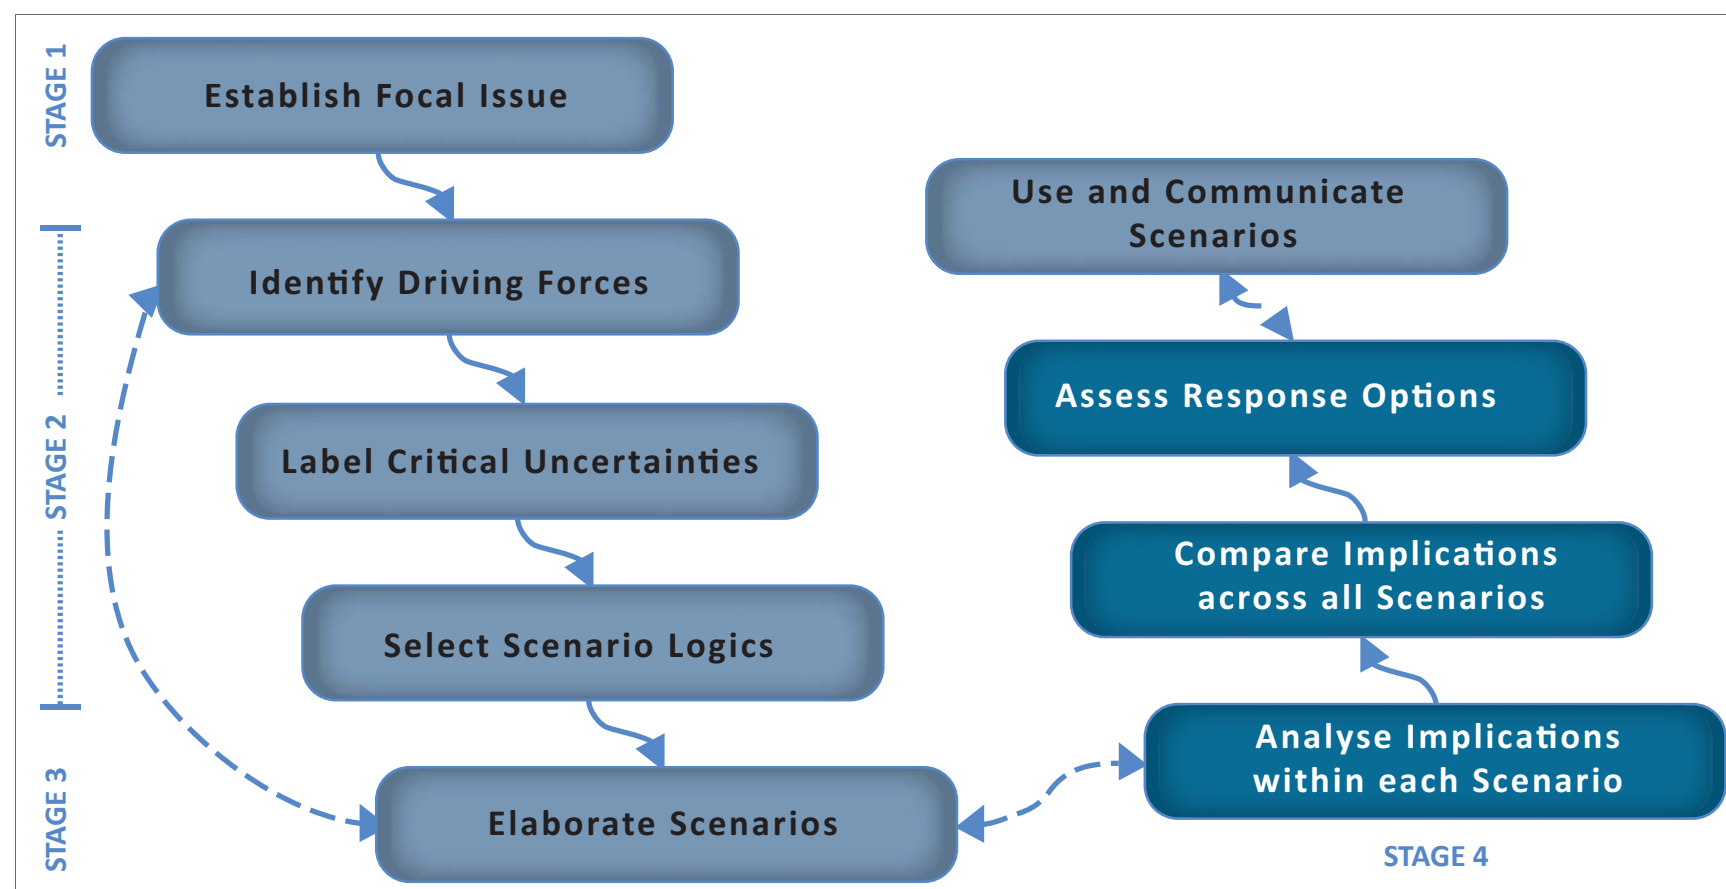 STAGE 1
Establish Focal Issue
STAGE 2
Identify Driving Forces
Label Critical Uncertainties
Select Scenario Logics
STAGE 3
Elaborate Scenarios
Use and Communicate
Scenarios
Assess Response Options
Compare Implications
across all Scenarios
Analyse Implications
within each Scenario
STAGE 4